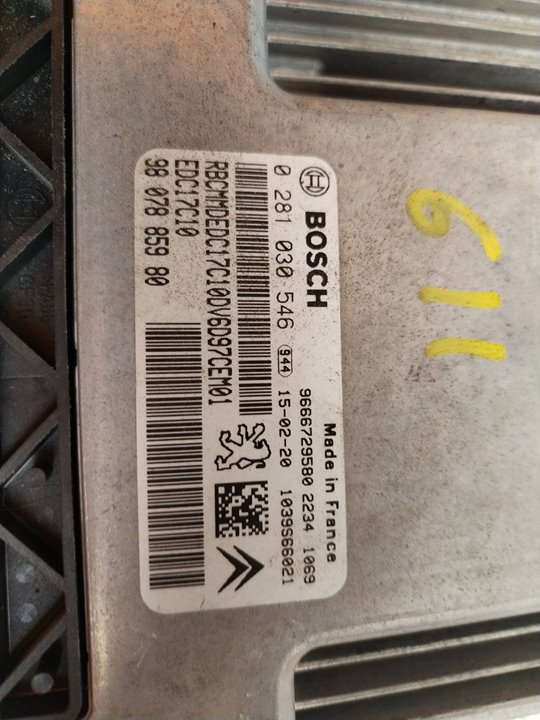 BOSCH
Made in France
9666729580 2234 1069
0 281 030 546 944 15-02-20 1039S66021
RBCMMDEDC17C10DV6D97CEM01
EDC17C10
98 078 859 80
611